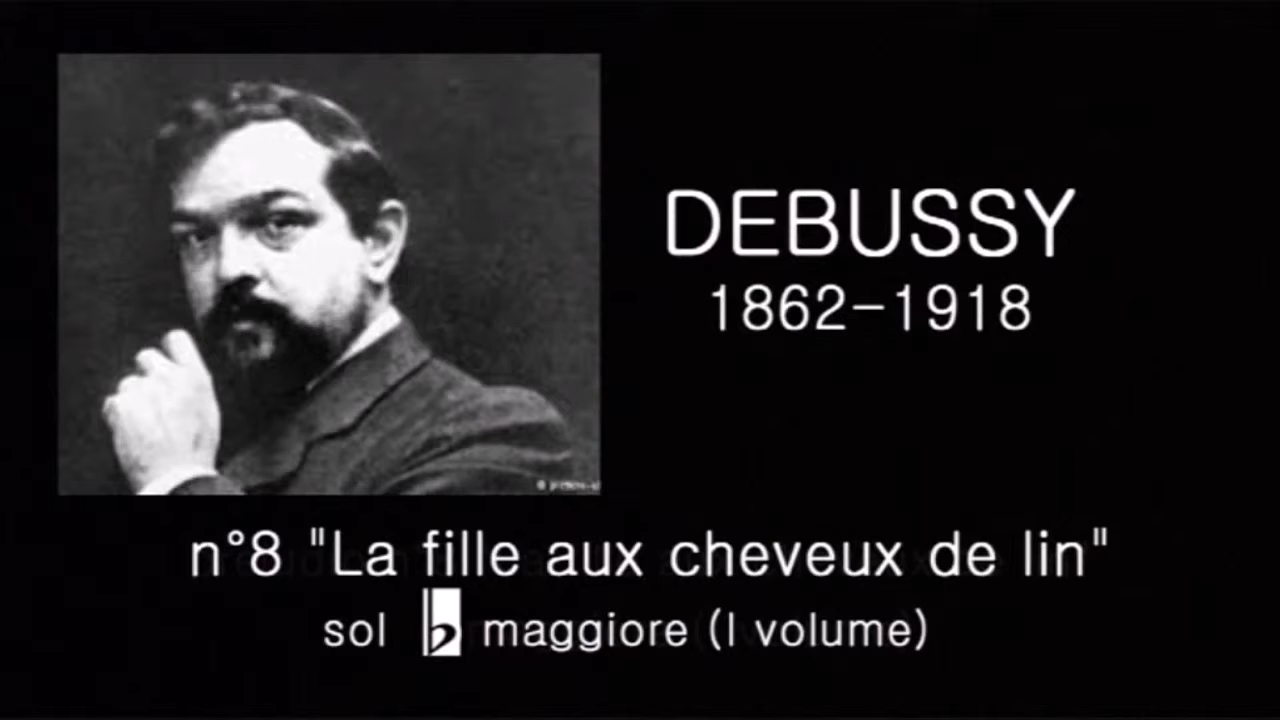 DEBUSSY
1862-1918
n°8 "La fille aux cheveux de lin"
sol ♭ maggiore (I volume)